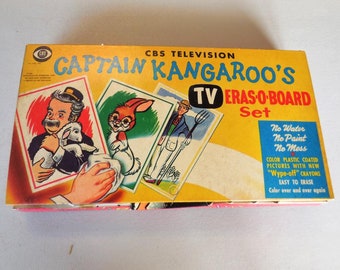 CBS TELEVISION
CAPTAIN KANGAROO'S
TV ERAS-O-BOARD
Set
No Water
No Paint
No Mess
COLOR PLASTIC COATED
PICTURES WITH NEW
"Wype-off" CRAYONS
EASY TO ERASE
Color over and over again